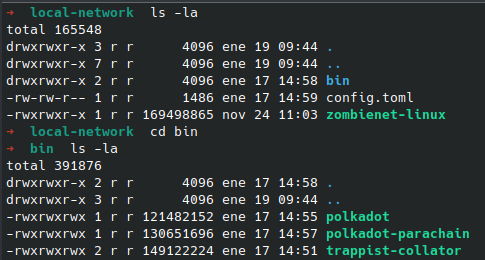 → local-network ls -la
total 165548
drwxrwxr-x 3 r r 4096 ene 19 09:44 .
drwxrwxr-x 7 r r 4096 ene 19 09:44 ..
drwxrwxr-x 2 r r 4096 ene 17 14:58 bin
-rw-rw-r-- 1 r r 1486 ene 17 14:59 config.toml
-rwxrwxr-x 1 r r 169498865 nov 24 11:03 zombienet-linux
→ local-network cd bin
→ bin ls -la
total 391876
drwxrwxr-x 2 r r 4096 ene 17 14:58 .
drwxrwxr-x 3 r r 4096 ene 19 09:44 ..
-rwxrwxrwx 1 r r 121482152 ene 17 14:55 polkadot
-rwxrwxrwx 1 r r 130651696 ene 17 14:57 polkadot-parachain
-rwxrwxrwx 2 r r 149122224 ene 17 14:51 trappist-collator